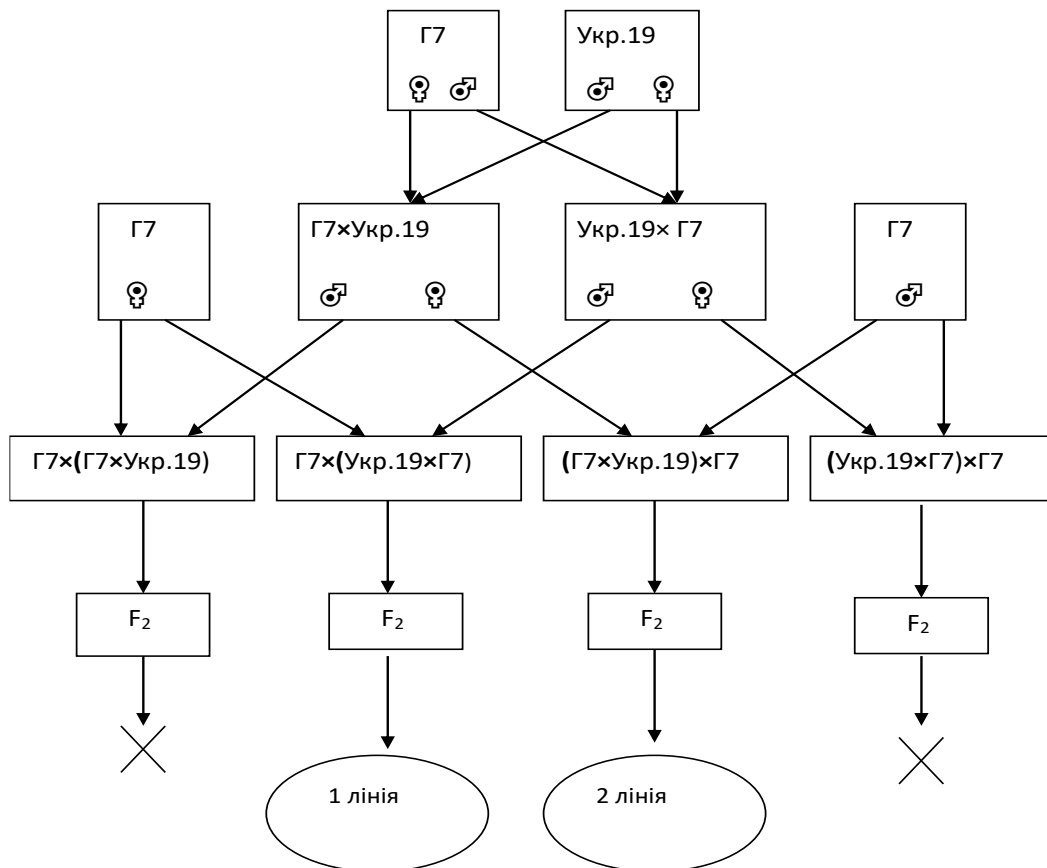 Г7
Укр.19
Г7
Г7×Укр.19
Укр.19× Г7
Г7
Г7×(Г7×Укр.19)
Г7×(Укр.19×Г7)
(Г7×Укр.19)×Г7
(Укр.19×Г7)×Г7
F₂
F₂
F₂
F₂
1 лінія
2 лінія